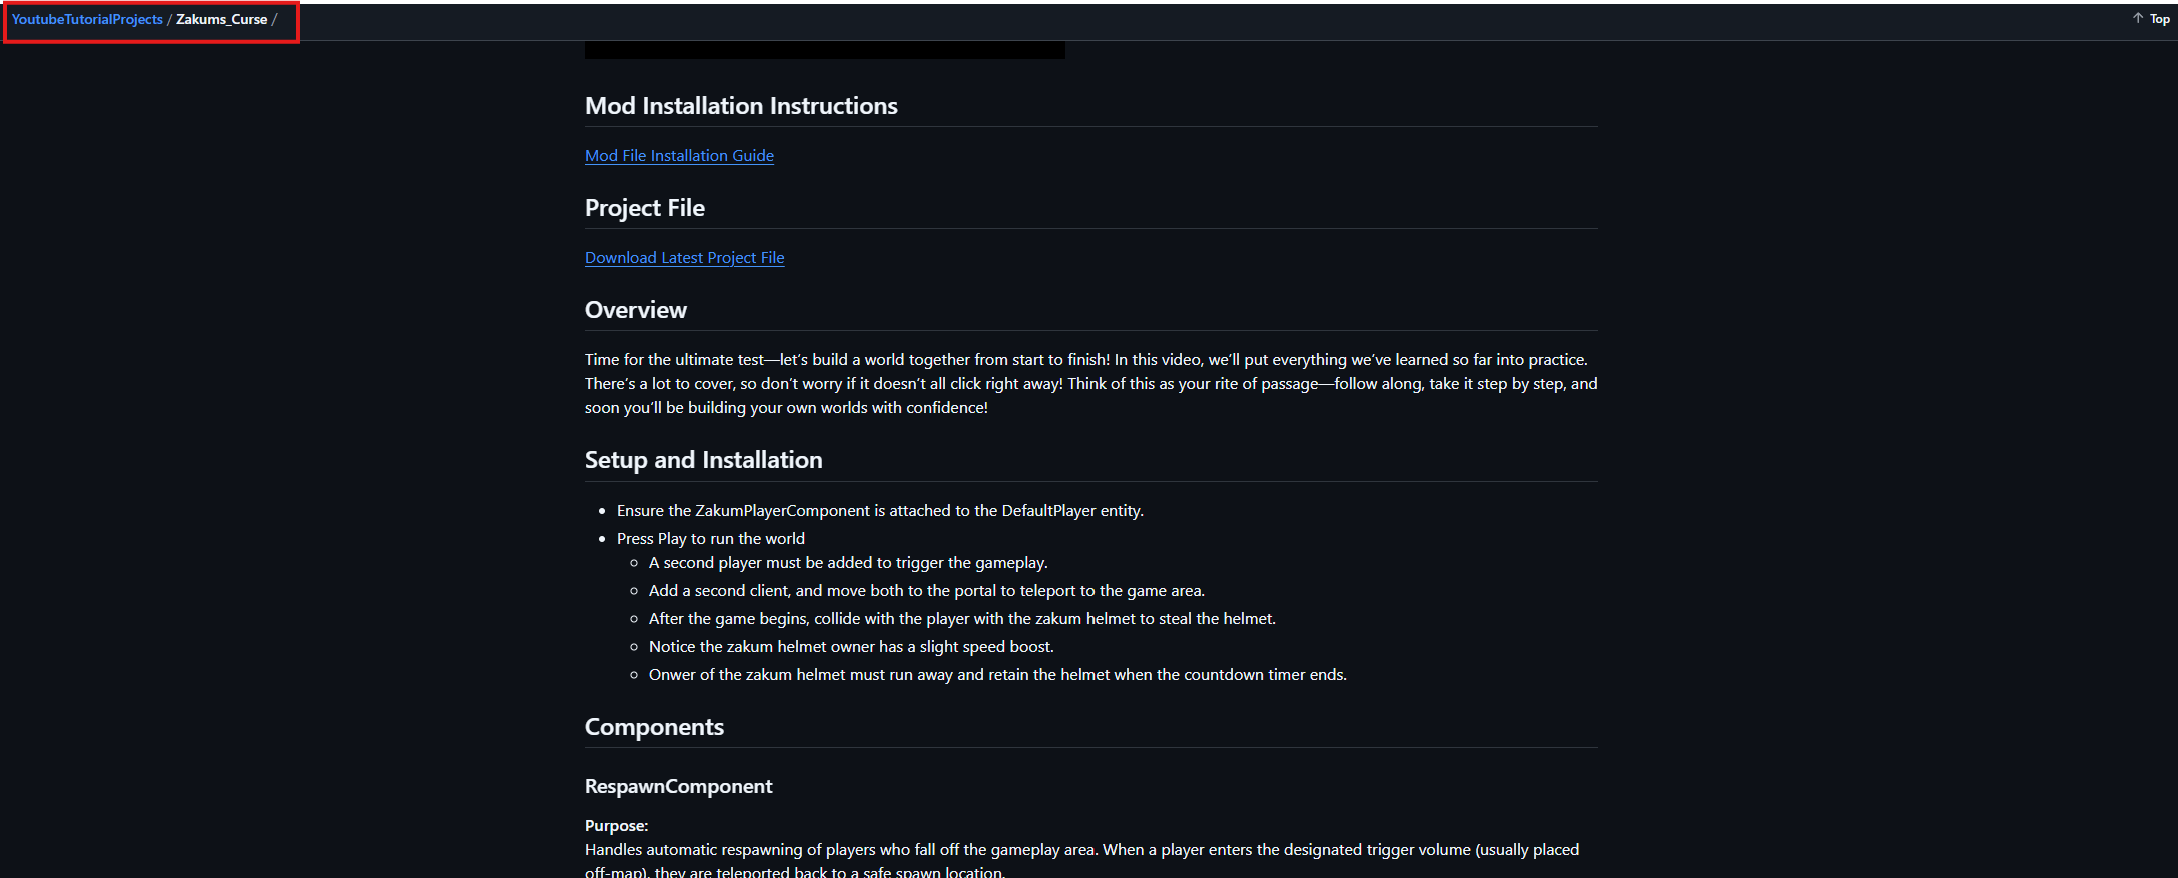 YoutubeTutorialProjects / Zakums_Curse /
↑ Top
Mod Installation Instructions
Mod File Installation Guide
Project File
Download Latest Project File
Overview
Time for the ultimate test—let's build a world together from start to finish! In this video, we'll put everything we've learned so far into practice.
There's a lot to cover, so don't worry if it doesn't all click right away! Think of this as your rite of passage—follow along, take it step by step, and
soon you'll be building your own worlds with confidence!
Setup and Installation
• Ensure the ZakumPlayerComponent is attached to the DefaultPlayer entity.
• Press Play to run the world
○ A second player must be added to trigger the gameplay.
○ Add a second client, and move both to the portal to teleport to the game area.
○ After the game begins, collide with the player with the zakum helmet to steal the helmet.
○ Notice the zakum helmet owner has a slight speed boost.
○ Onwer of the zakum helmet must run away and retain the helmet when the countdown timer ends.
Components
RespawnComponent
Purpose:
Handles automatic respawning of players who fall off the gameplay area. When a player enters the designated trigger volume (usually placed
off-map), they are teleported back to a safe spawn location.